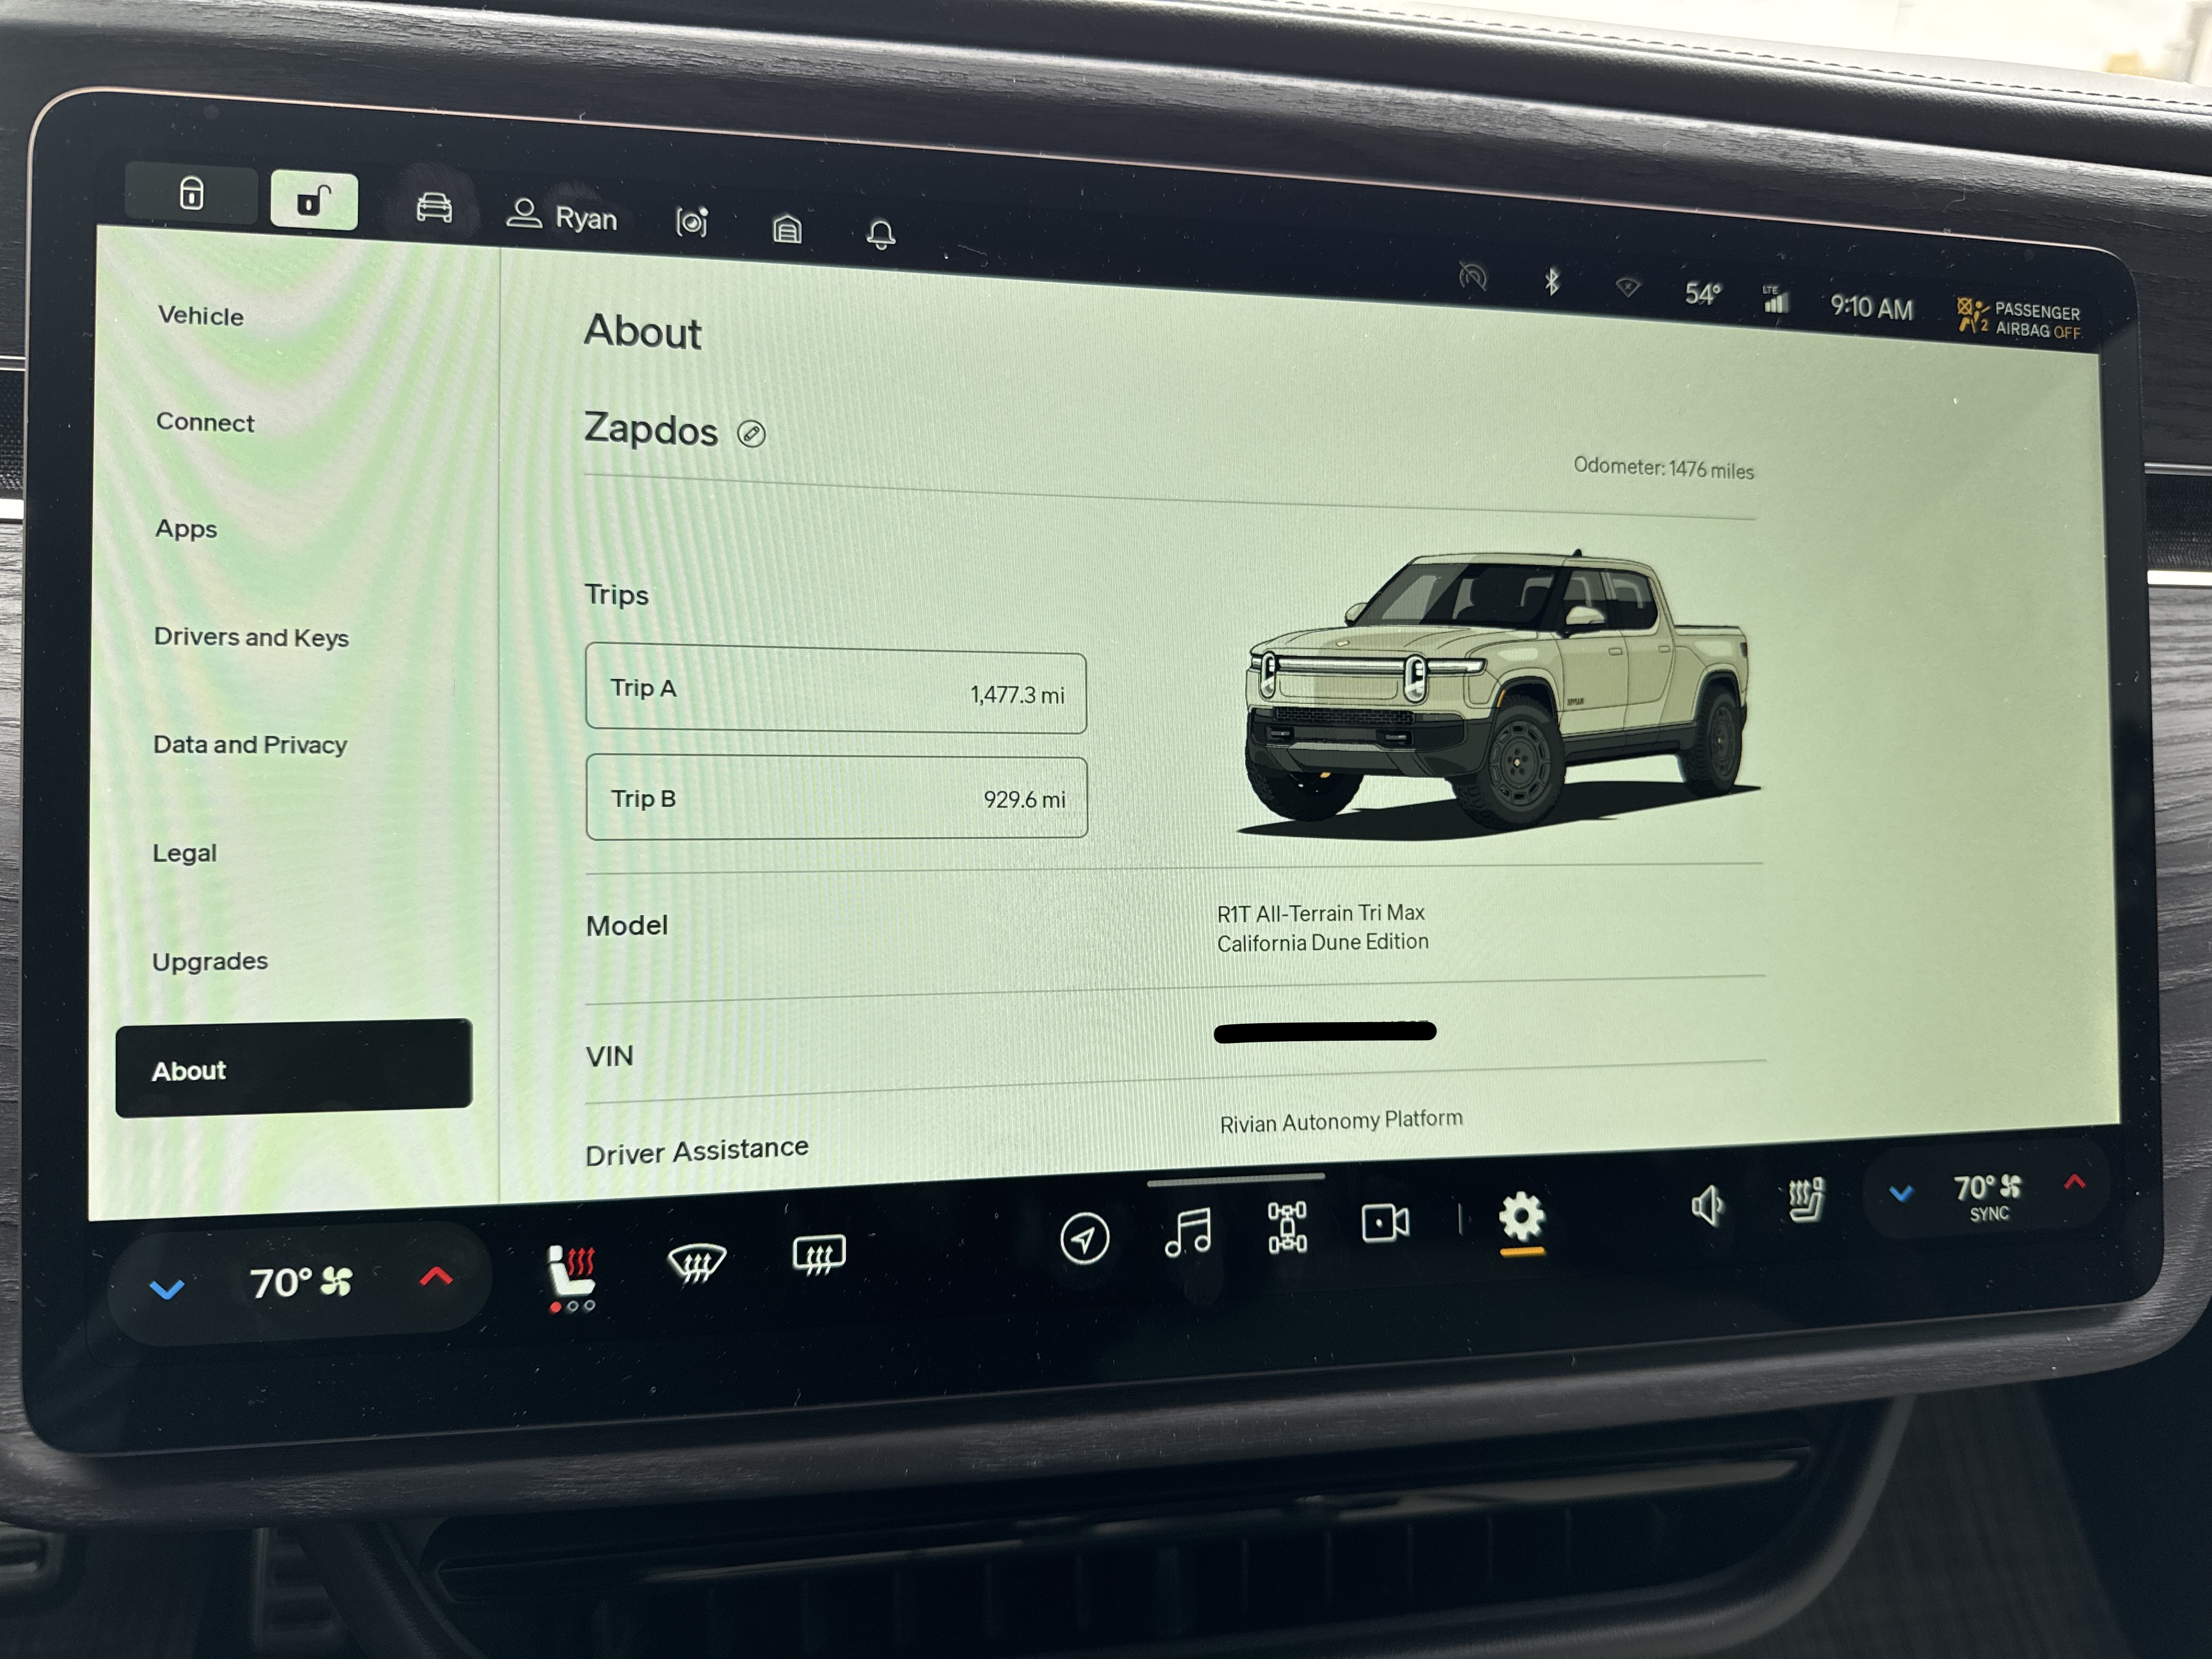 Ryan
54°
LTE
9:10 AM
PASSENGER
AIRBAG OFF
2
Vehicle
Connect
Apps
Drivers and Keys
Data and Privacy
Legal
Upgrades
About
About
Zapdos
Odometer: 1476 miles
Trips
Trip A 1,477.3 mi
Trip B 929.6 mi
Model
R1T All-Terrain Tri Max
California Dune Edition
VIN
Driver Assistance
Rivian Autonomy Platform
70°
70°
SYNC